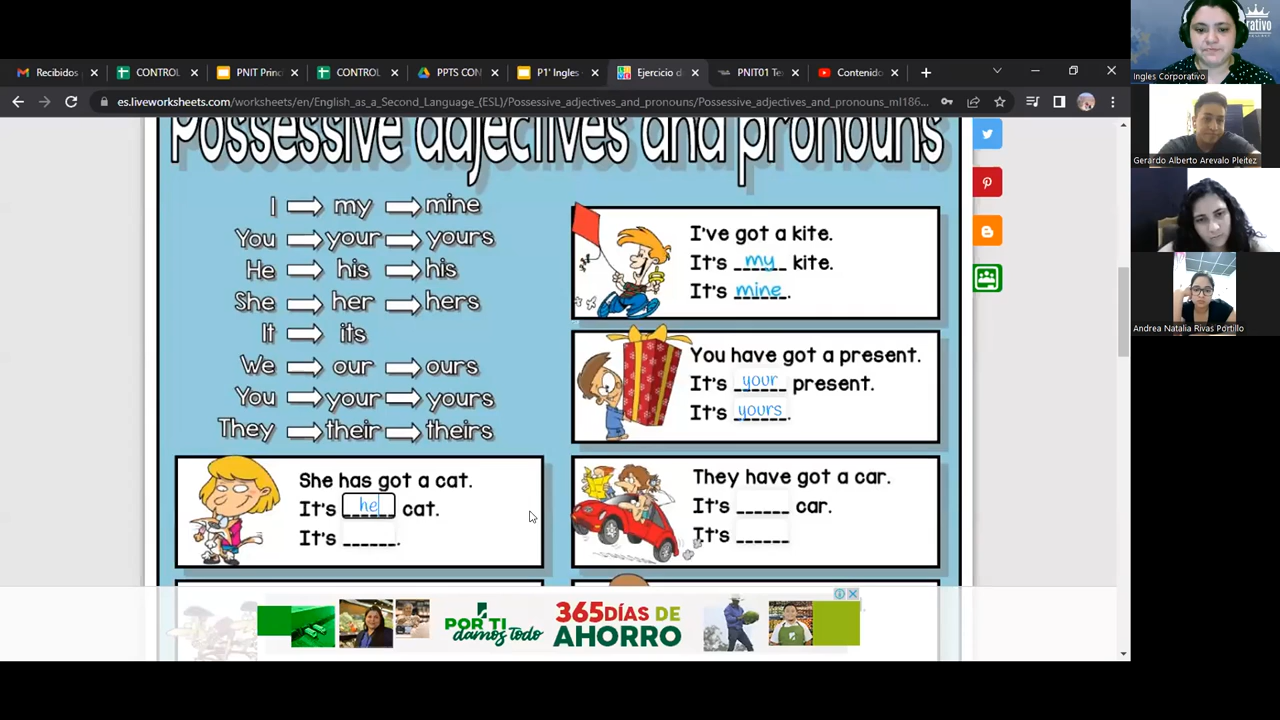 Recibidos
CONTROL
PNIT Princ
CONTROL
PPTS CON
P1' Ingles -
Ejercicio d
PNIT01 Te
Contenido
es.liveworksheets.com/worksheets/en/English_as_a_Second_Language_(ESL)/Possessive_adjectives_and_pronouns/Possessive_adjectives_and_pronouns_ml186...
Possessive adjectives and pronouns
I my mine
You your yours
He his his
She her hers
It its
We our ours
You your yours
They their theirs
I've got a kite.
It's my kite.
It's mine.
You have got a present.
It's your present.
It's yours.
She has got a cat.
It's he cat.
It's ______.
They have got a car.
It's ______ car.
It's ______
POR TI
damos todo
365DÍAS DE
AHORRO
Ingles Corporativo
Gerardo Alberto Arevalo Pleitez
Andrea Natalia Rivas Portillo